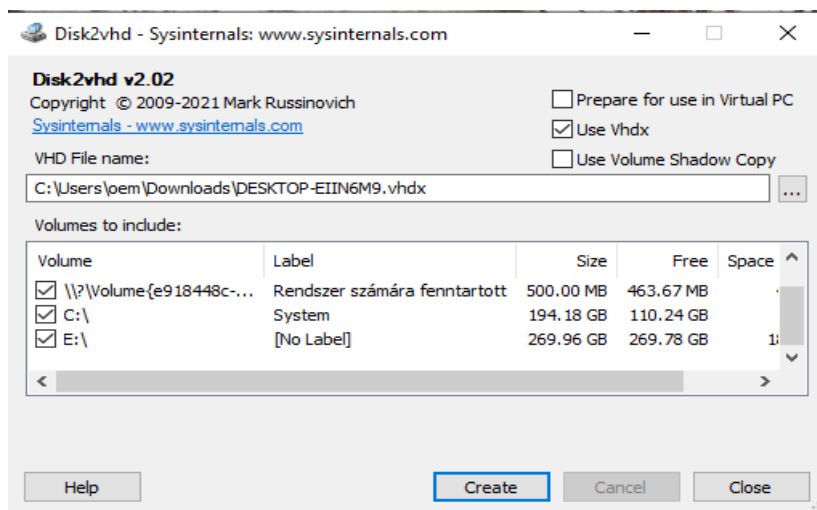 Disk2vhd - Sysinternals: www.sysinternals.com
Disk2vhd v2.02
Copyright © 2009-2021 Mark Russinovich
Sysinternals - www.sysinternals.com
Prepare for use in Virtual PC
Use Vhdx
Use Volume Shadow Copy
VHD File name:
C:\Users\oem\Downloads\DESKTOP-EIIN6M9.vhdx
...
Volumes to include:
Volume Label Size Free Space
\\?\Volume{e918448c-... Rendszer számára fenntartott 500.00 MB 463.67 MB
C:\ System 194.18 GB 110.24 GB
E:\ [No Label] 269.96 GB 269.78 GB
Help Create Cancel Close